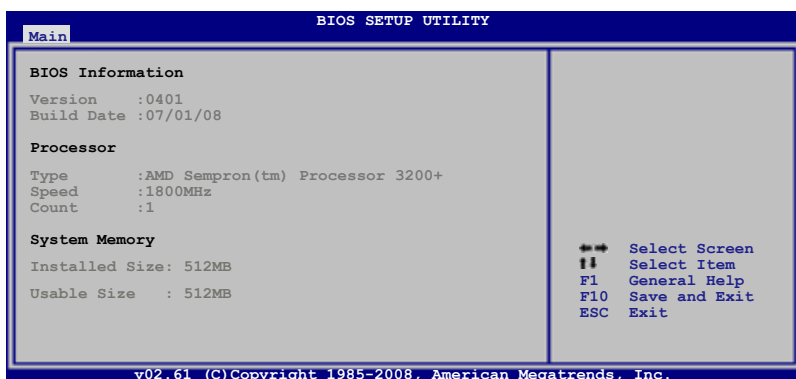 BIOS SETUP UTILITY
Main
BIOS Information
Version :0401
Build Date :07/01/08
Processor
Type :AMD Sempron(tm) Processor 3200+
Speed :1800MHz
Count :1
System Memory
Installed Size: 512MB
Usable Size : 512MB
←→ Select Screen
↑↓ Select Item
F1 General Help
F10 Save and Exit
ESC Exit
v02.61 (C)Copyright 1985-2008, American Megatrends, Inc.